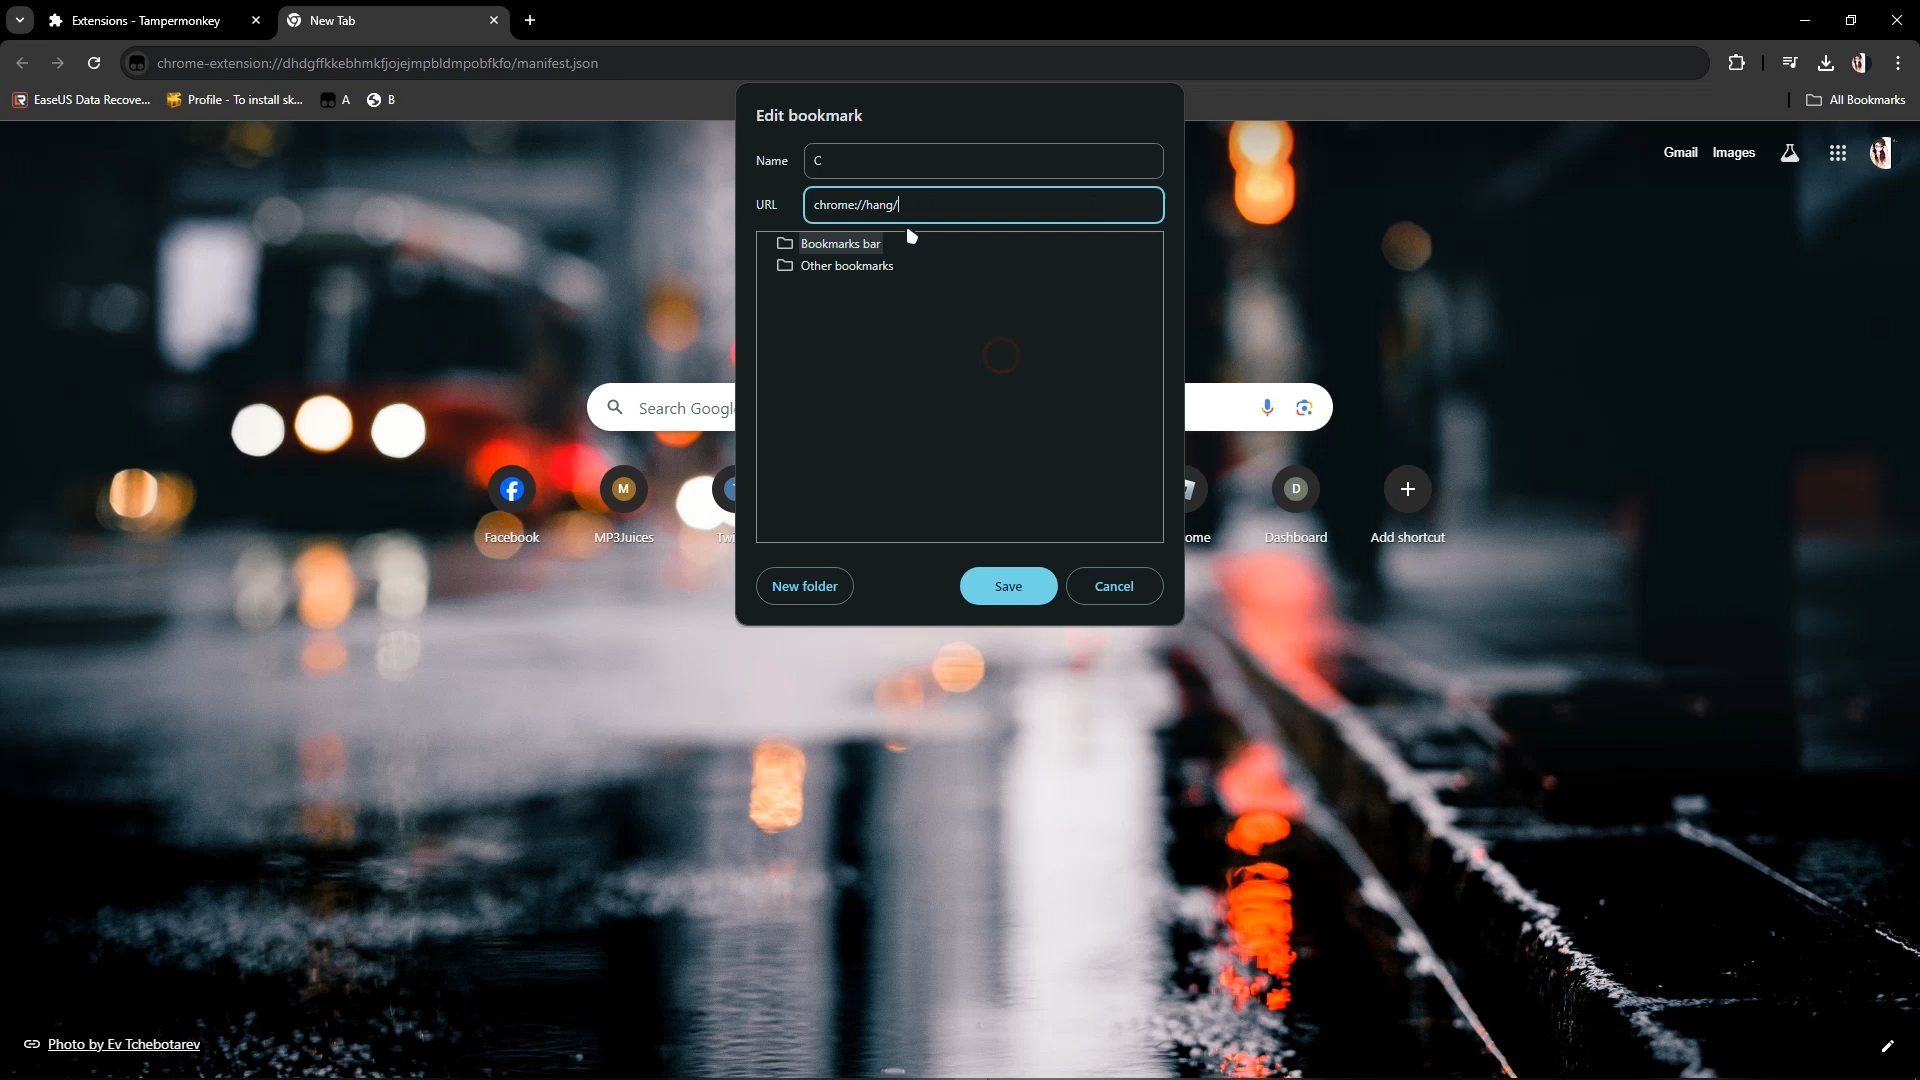 Extensions - Tampermonkey
New Tab
chrome-extension://dhdgffkkebhmkfjojejmpbldmpobfkfo/manifest.json
EaseUS Data Recove...
Profile - To install sk...
A
B
All Bookmarks
Edit bookmark
Name
C
URL
chrome://hang/
Bookmarks bar
Other bookmarks
New folder
Save
Cancel
Gmail
Images
Search Googl
Facebook
M
MP3Juices
Twi
ome
D
Dashboard
Add shortcut
Photo by Ev Tchebotarev